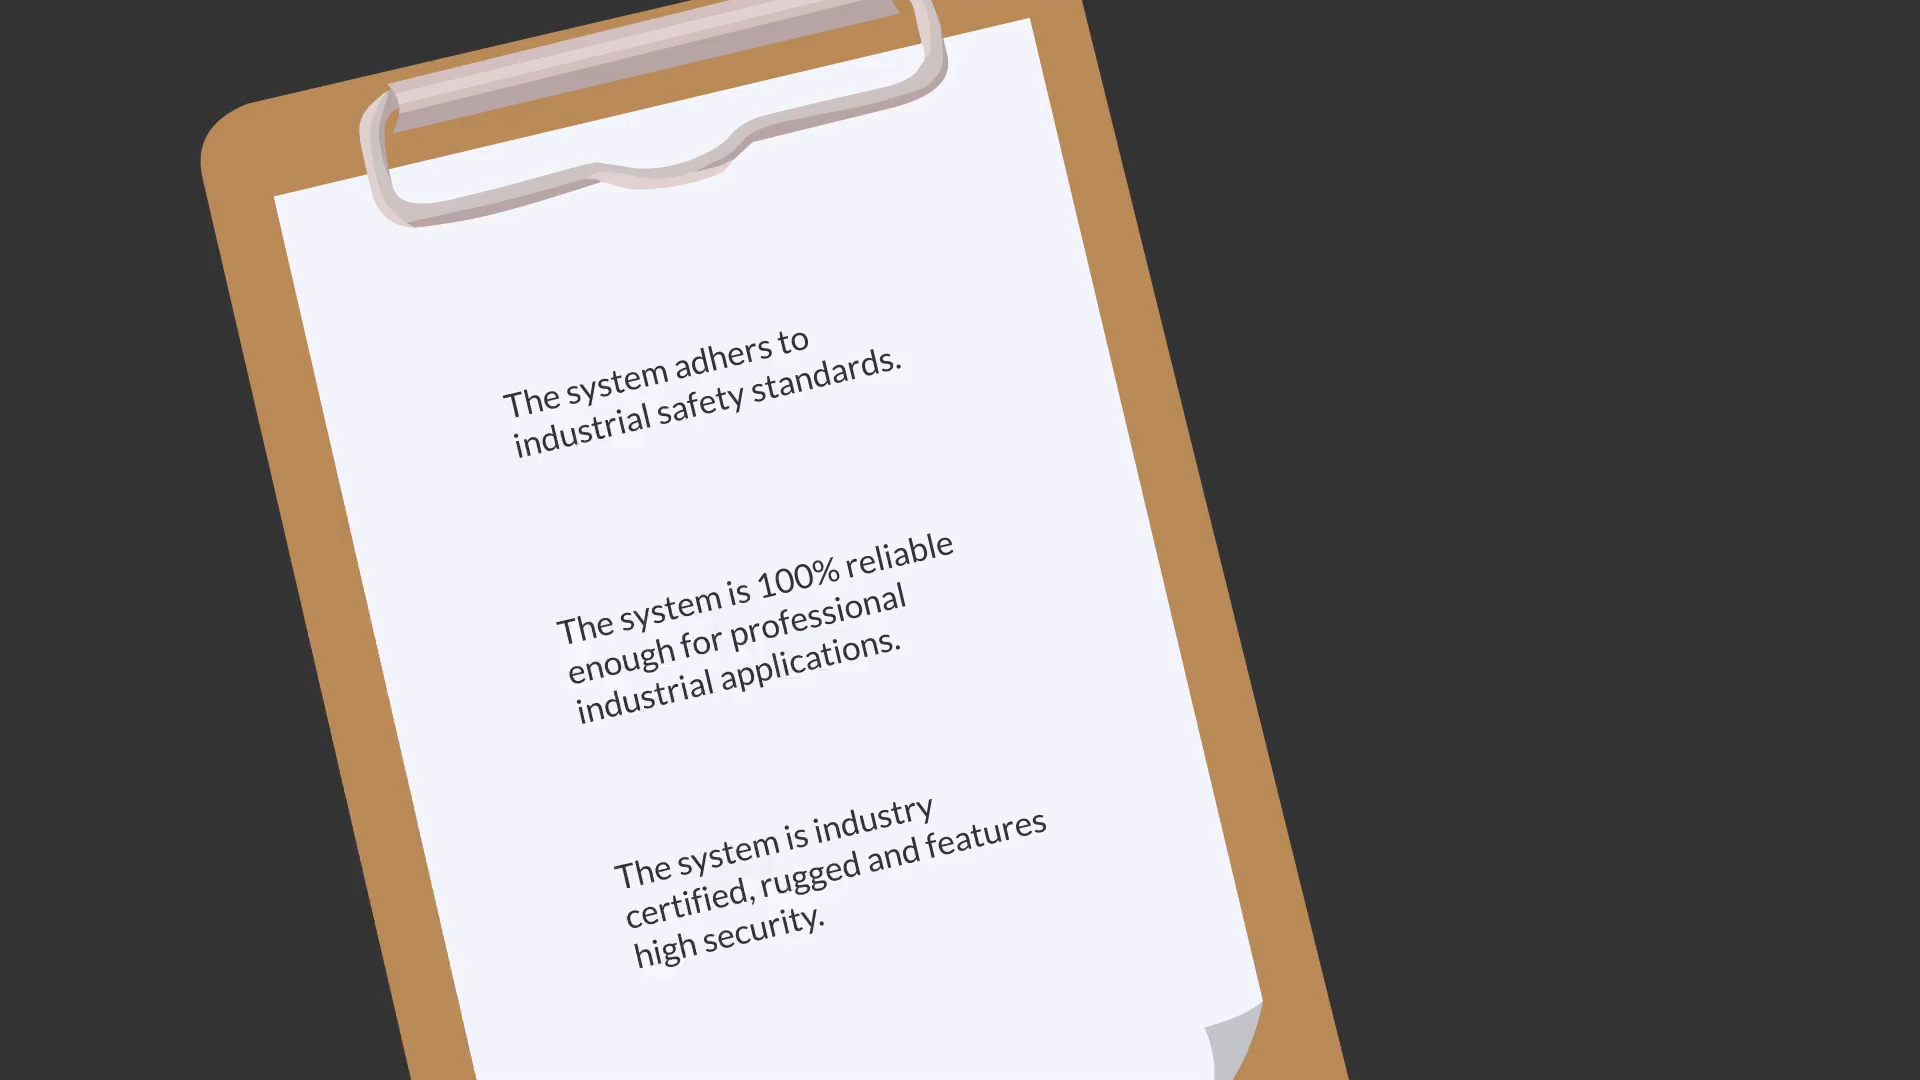 The system adhers to
industrial safety standards.
The system is 100% reliable
enough for professional
industrial applications.
The system is industry
certified, rugged and features
high security.